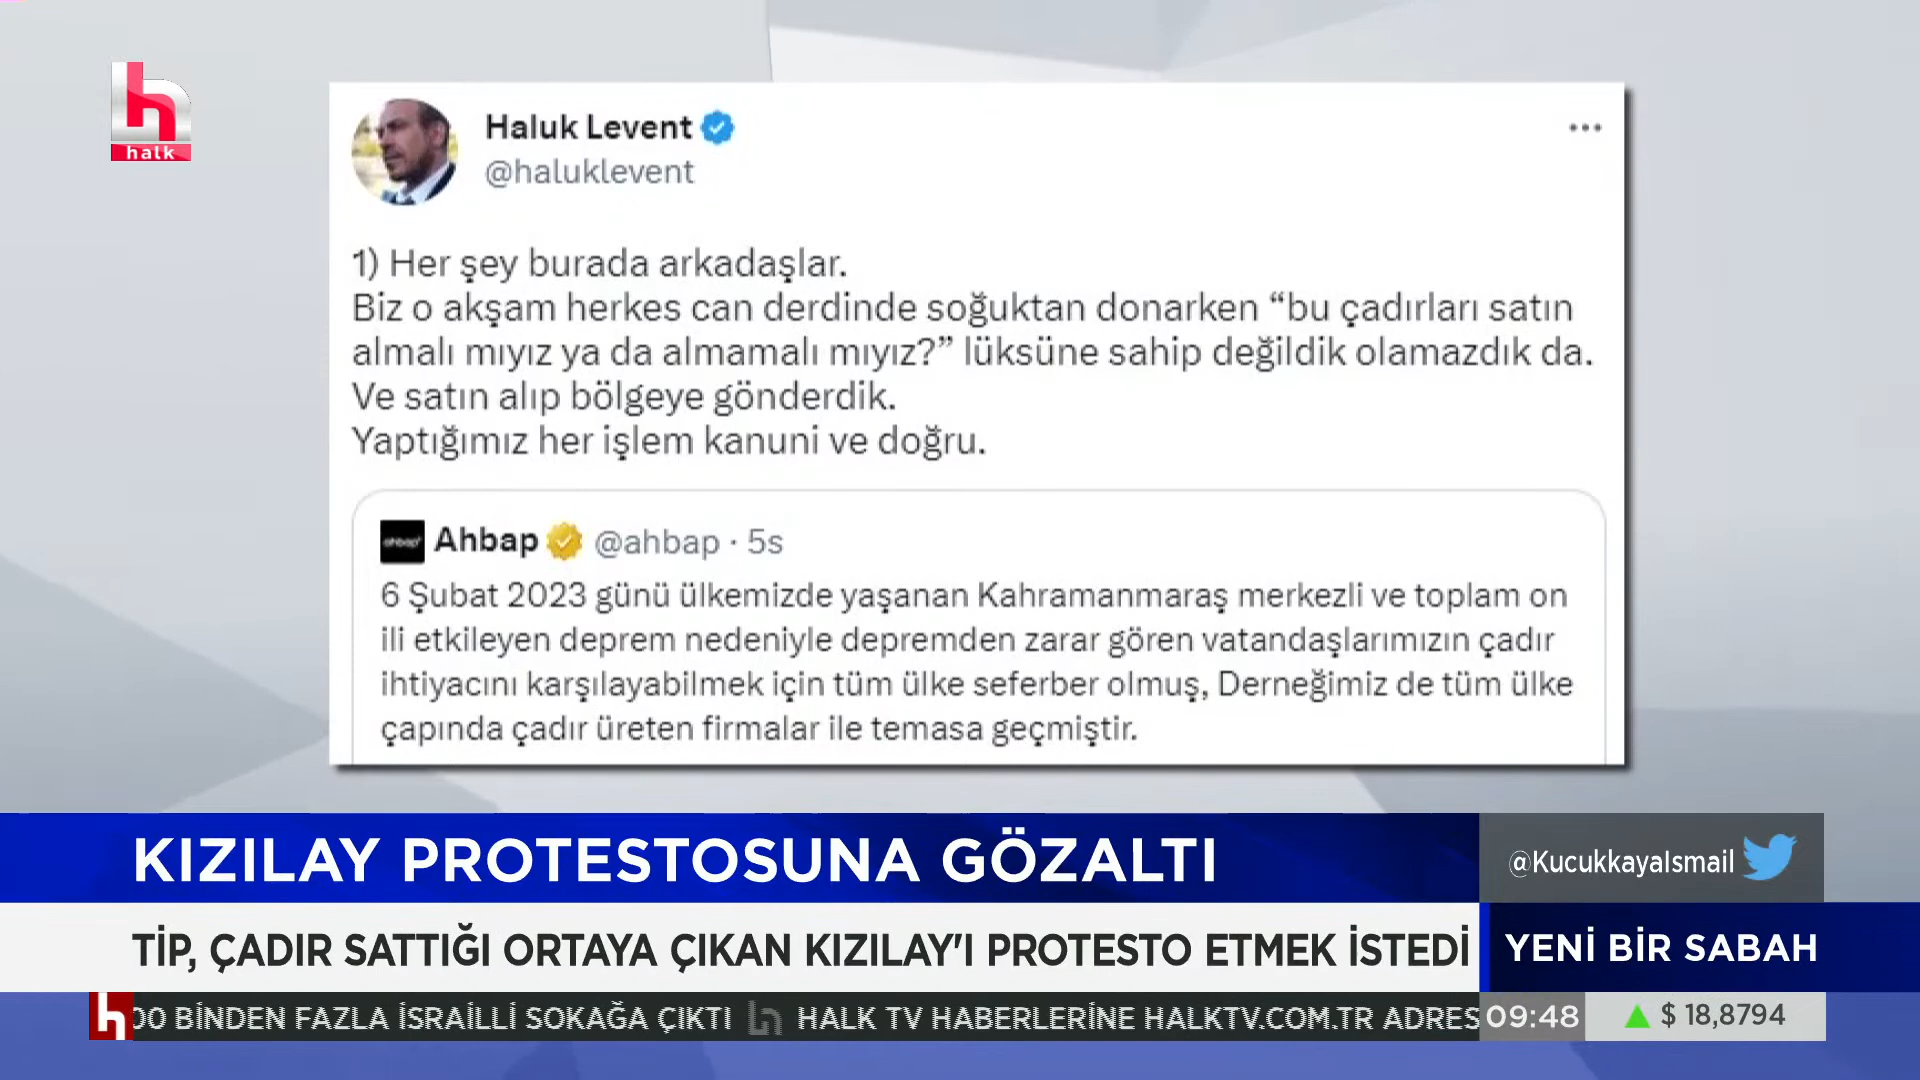 halk
Haluk Levent
@haluklevent
1) Her şey burada arkadaşlar.
Biz o akşam herkes can derdinde soğuktan donarken “bu çadırları satın
almalı mıyız ya da almamalı mıyız?” lüksüne sahip değildik olamazdık da.
Ve satın alıp bölgeye gönderdik.
Yaptığımız her işlem kanuni ve doğru.
ahbap
Ahbap @ahbap · 5s
6 Şubat 2023 günü ülkemizde yaşanan Kahramanmaraş merkezli ve toplam on
ili etkileyen deprem nedeniyle depremden zarar gören vatandaşlarımızın çadır
ihtiyacını karşılayabilmek için tüm ülke seferber olmuş, Derneğimiz de tüm ülke
çapında çadır üreten firmalar ile temasa geçmiştir.
KIZILAY PROTESTOSUNA GÖZALTI
@KucukkayaIsmail
TİP, ÇADIR SATTIĞI ORTAYA ÇIKAN KIZILAY'I PROTESTO ETMEK İSTEDİ
YENİ BİR SABAH
00 BİNDEN FAZLA İSRAİLLİ SOKAĞA ÇIKTI HALK TV HABERLERİNE HALKTV.COM.TR ADRES
09:48
$ 18,8794